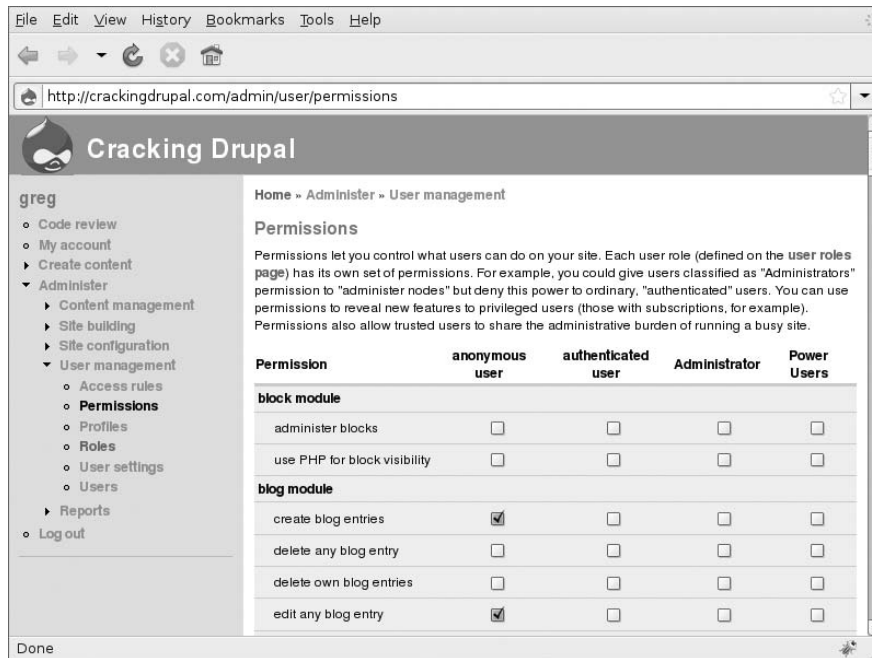 File Edit View History Bookmarks Tools Help
http://crackingdrupal.com/admin/user/permissions
Cracking Drupal
greg
Code review
My account
Create content
Administer
Content management
Site building
Site configuration
User management
Access rules
Permissions
Profiles
Roles
User settings
Users
Reports
Log out
Home » Administer » User management
Permissions
Permissions let you control what users can do on your site. Each user role (defined on the user roles
page) has its own set of permissions. For example, you could give users classified as "Administrators"
permission to "administer nodes" but deny this power to ordinary, "authenticated" users. You can use
permissions to reveal new features to privileged users (those with subscriptions, for example).
Permissions also allow trusted users to share the administrative burden of running a busy site.
Permission anonymous user authenticated user Administrator Power Users
block module
administer blocks
use PHP for block visibility
blog module
create blog entries
delete any blog entry
delete own blog entries
edit any blog entry
Done